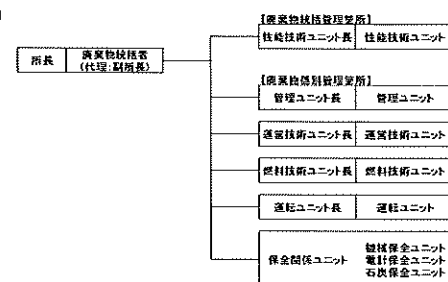 【廃棄物統括管理箇所】
性能技術ユニット長 性能技術ユニット
所長 廃棄物統括者
(代理:副所長)
【廃棄物個別管理箇所】
管理ユニット長 管理ユニット
運営技術ユニット長 運営技術ユニット
燃料技術ユニット長 燃料技術ユニット
運転ユニット長 運転ユニット
保全関係ユニット
機械保全ユニット
電計保全ユニット
石炭保全ユニット